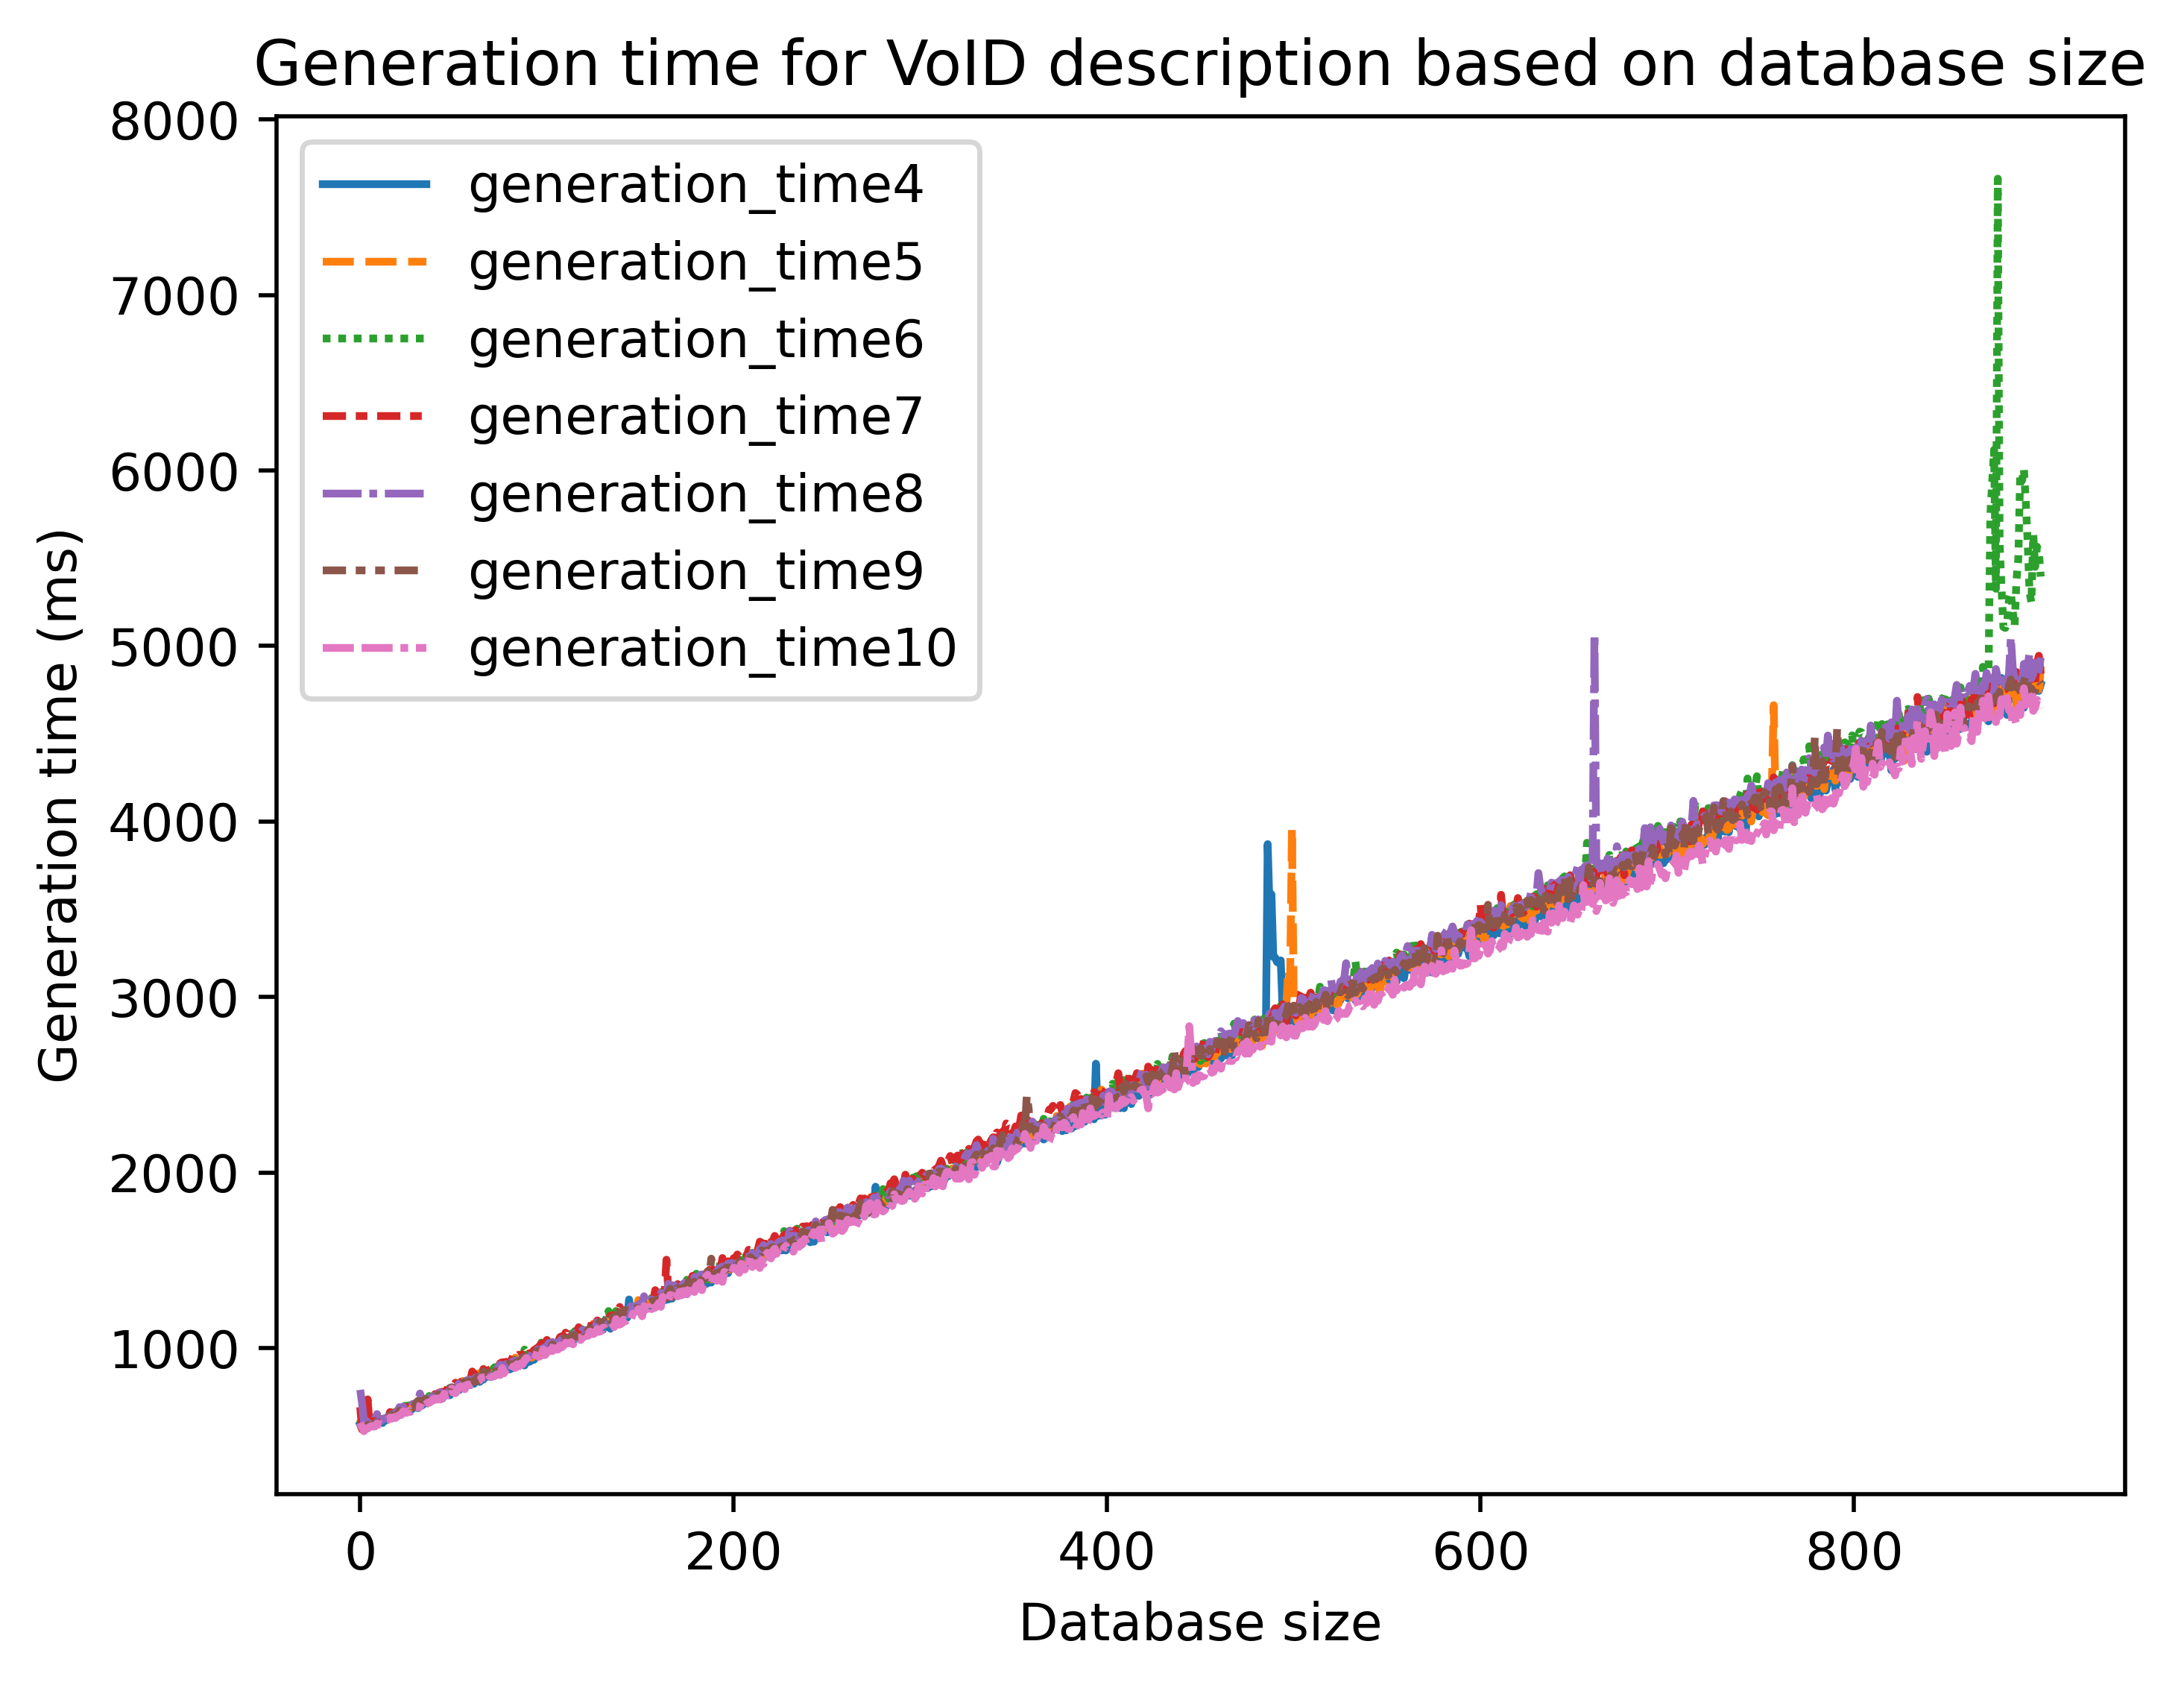 Generation time for VoID description based on database size
8000
7000
6000
5000
4000
3000
2000
1000
Generation time (ms)
generation_time4
generation_time5
generation_time6
generation_time7
generation_time8
generation_time9
generation_time10
0 200 400 600 800
Database size